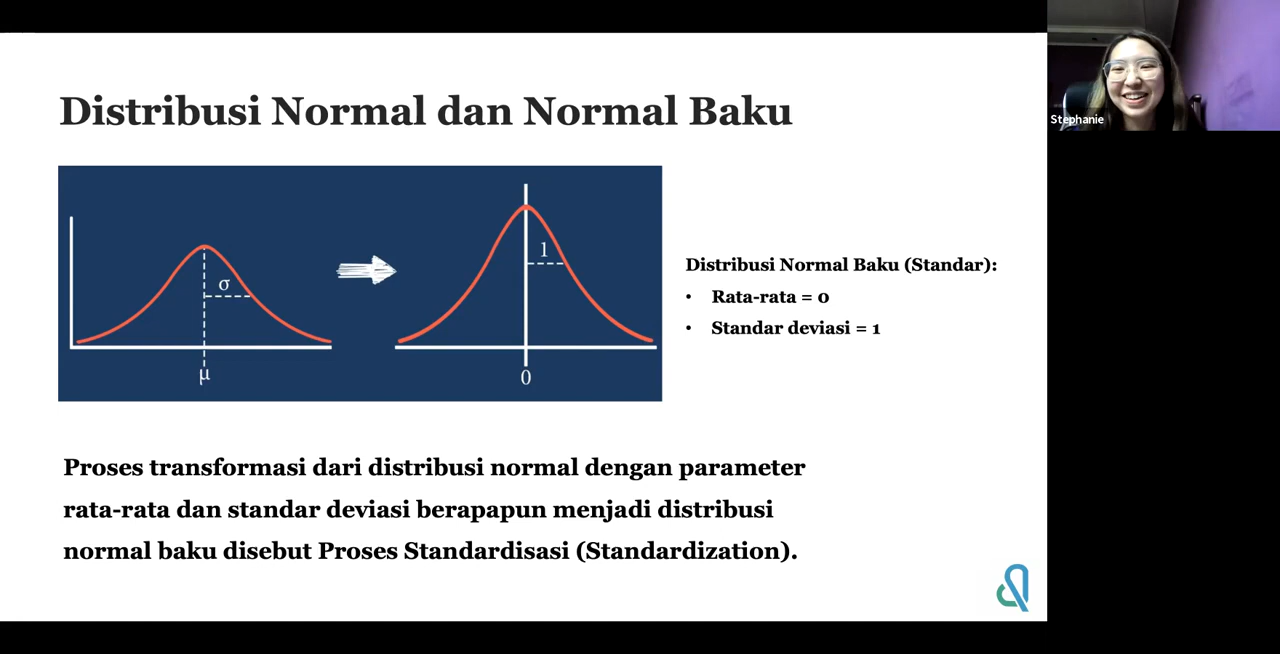 Distribusi Normal dan Normal Baku
σ
μ
1
0
Distribusi Normal Baku (Standar):
• Rata-rata = 0
• Standar deviasi = 1
Proses transformasi dari distribusi normal dengan parameter
rata-rata dan standar deviasi berapapun menjadi distribusi
normal baku disebut Proses Standardisasi (Standardization).
Stephanie